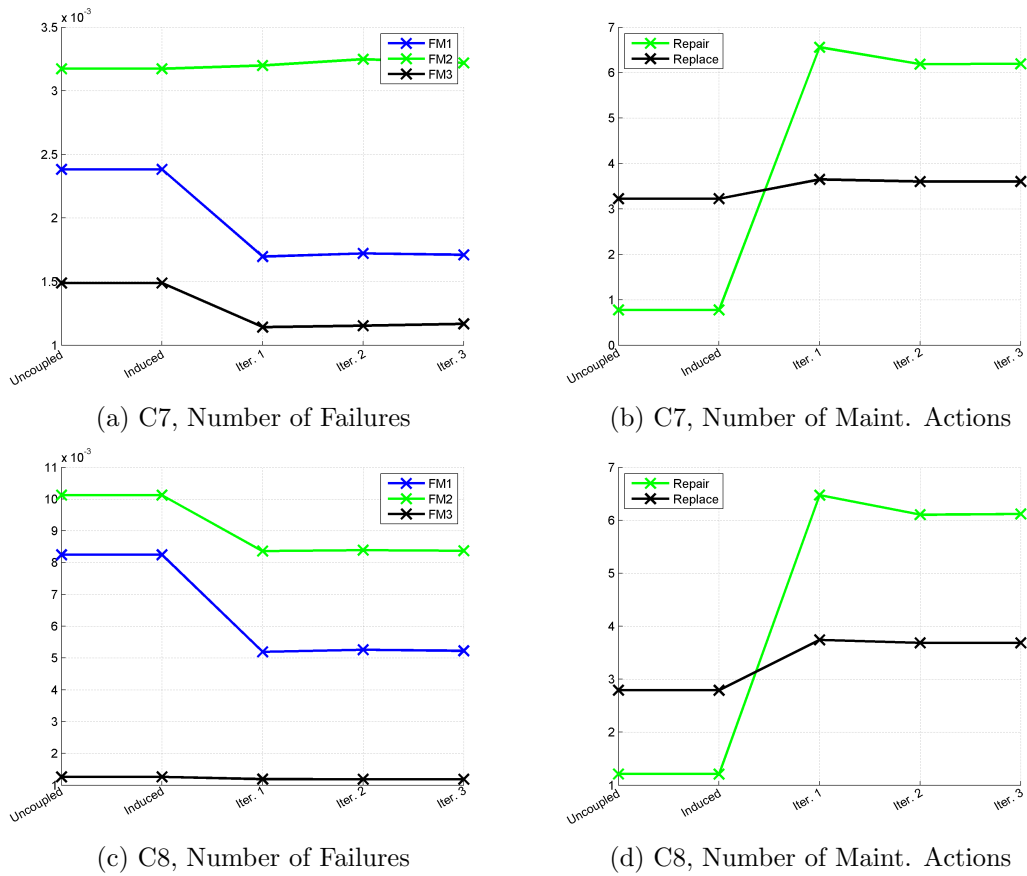 x 10⁻³
3.5
3
2.5
2
1.5
1
FM1
FM2
FM3
Uncoupled
Induced
Iter. 1
Iter. 2
Iter. 3
(a) C7, Number of Failures
7
6
5
4
3
2
1
0
Repair
Replace
Uncoupled
Induced
Iter. 1
Iter. 2
Iter. 3
(b) C7, Number of Maint. Actions
x 10⁻³
11
10
9
8
7
6
5
4
3
2
1
FM1
FM2
FM3
Uncoupled
Induced
Iter. 1
Iter. 2
Iter. 3
(c) C8, Number of Failures
7
6
5
4
3
2
1
Repair
Replace
Uncoupled
Induced
Iter. 1
Iter. 2
Iter. 3
(d) C8, Number of Maint. Actions